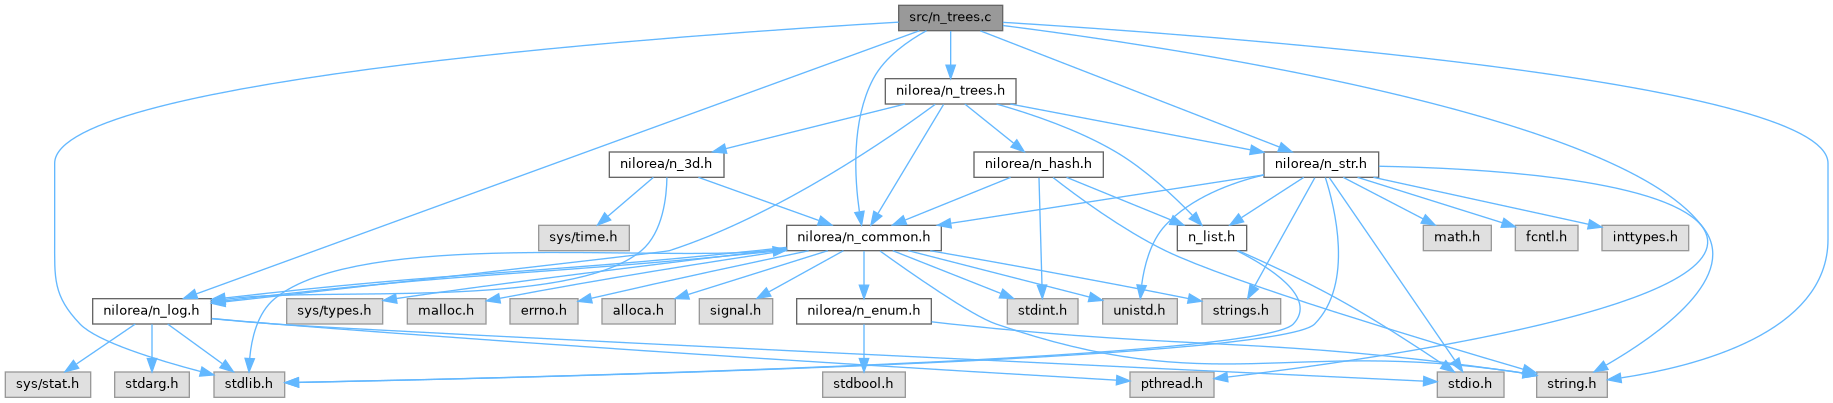 src/n_trees.c
nilorea/n_trees.h
nilorea/n_3d.h
nilorea/n_hash.h
nilorea/n_str.h
sys/time.h
nilorea/n_common.h
n_list.h
math.h
fcntl.h
inttypes.h
nilorea/n_log.h
sys/types.h
malloc.h
errno.h
alloca.h
signal.h
nilorea/n_enum.h
stdint.h
unistd.h
strings.h
sys/stat.h
stdarg.h
stdlib.h
stdbool.h
pthread.h
stdio.h
string.h